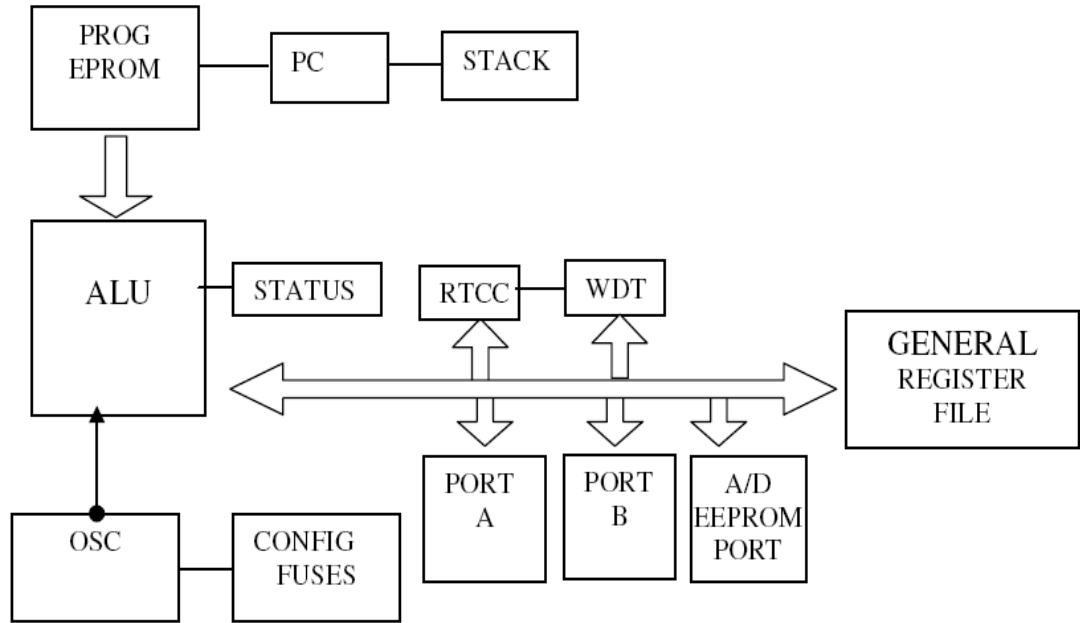 PROG
EPROM
PC
STACK
ALU
STATUS
RTCC
WDT
GENERAL
REGISTER
FILE
PORT
A
PORT
B
A/D
EEPROM
PORT
OSC
CONFIG
FUSES